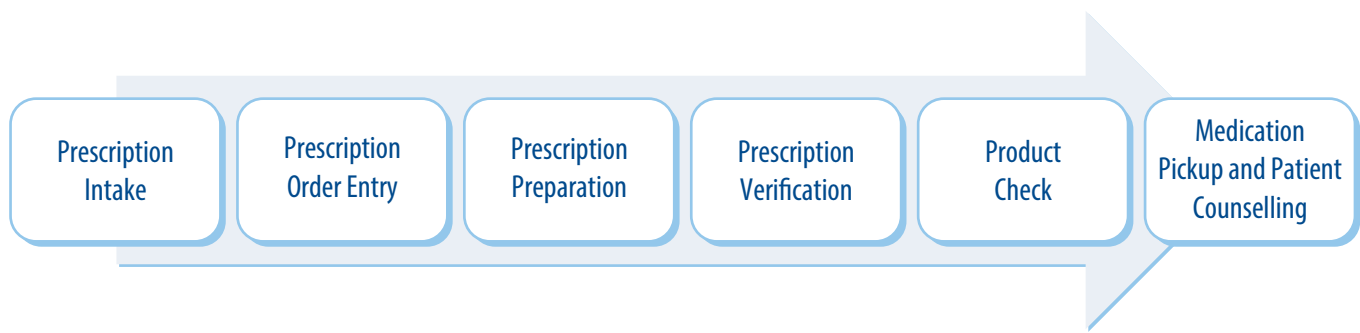 Prescription
Intake
Prescription
Order Entry
Prescription
Preparation
Prescription
Verification
Product
Check
Medication
Pickup and Patient
Counselling